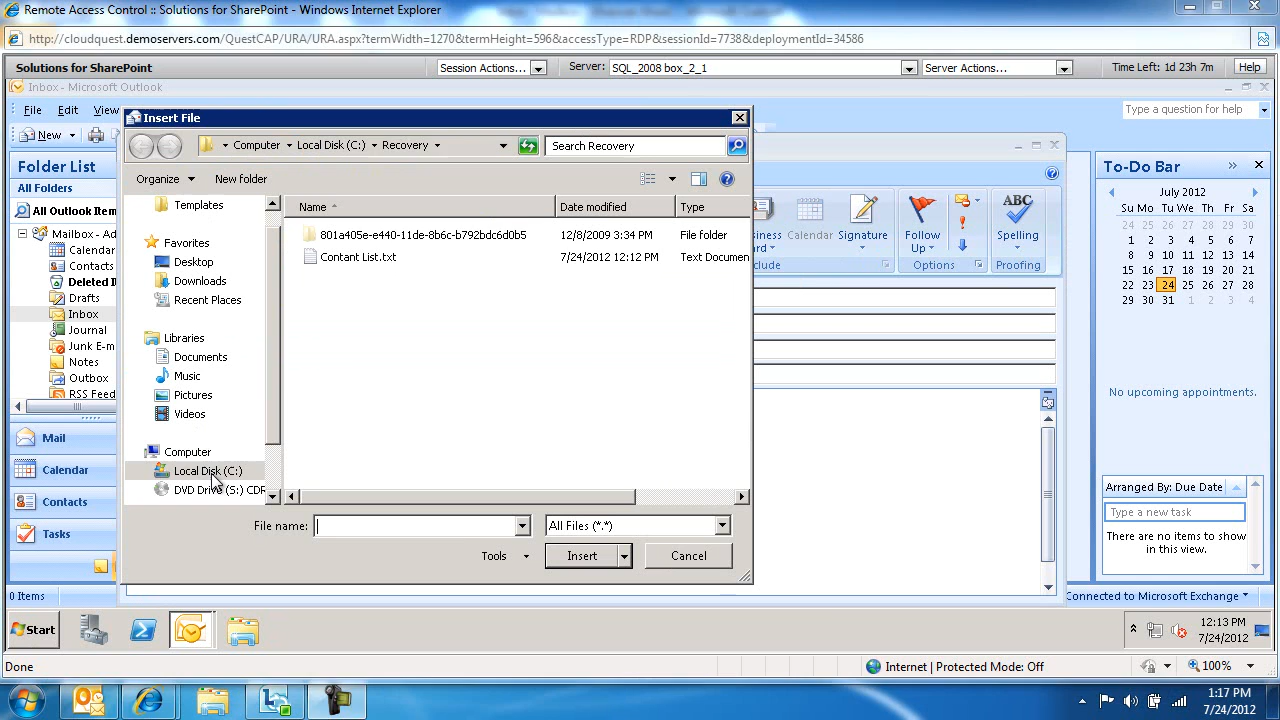 Remote Access Control :: Solutions for SharePoint - Windows Internet Explorer
http://cloudquest.demoservers.com/QuestCAP/URA/URA.aspx?termWidth=1270&termHeight=596&accessType=RDP&sessionId=7738&deploymentId=34586
Solutions for SharePoint
Session Actions...
Server:
SQL_2008 box_2_1
Server Actions...
Time Left: 1d 23h 7m
Help
Inbox - Microsoft Outlook
File
Edit
View
Type a question for help
New
Insert File
Computer
Local Disk (C:)
Recovery
Search Recovery
Organize
New folder
Name
Date modified
Type
801a405e-e440-11de-8b6c-b792bdc6d0b5
12/8/2009 3:34 PM
File folder
Contant List.txt
7/24/2012 12:12 PM
Text Documen
Templates
Favorites
Desktop
Downloads
Recent Places
Libraries
Documents
Music
Pictures
Videos
Computer
Local Disk (C:)
DVD Drive (S:) CDR
File name:
All Files (*.*)
Tools
Insert
Cancel
Folder List
All Folders
All Outlook Item
Mailbox - Ad
Calendar
Contacts
Deleted I
Drafts
Inbox
Journal
Junk E-m
Notes
Outbox
RSS Feed
Mail
Calendar
Contacts
Tasks
0 Items
Calendar
Signature
Follow
Up
ABC
Spelling
Options
Proofing
To-Do Bar
July 2012
Su Mo Tu We Th Fr Sa
24 25 26 27 28 29 30
1 2 3 4 5 6 7
8 9 10 11 12 13 14
15 16 17 18 19 20 21
22 23 24 25 26 27 28
29 30 31 1 2 3 4
No upcoming appointments.
Arranged By: Due Date
Type a new task
There are no items to show
in this view.
Connected to Microsoft Exchange
Start
12:13 PM
7/24/2012
Done
Internet | Protected Mode: Off
100%
1:17 PM
7/24/2012